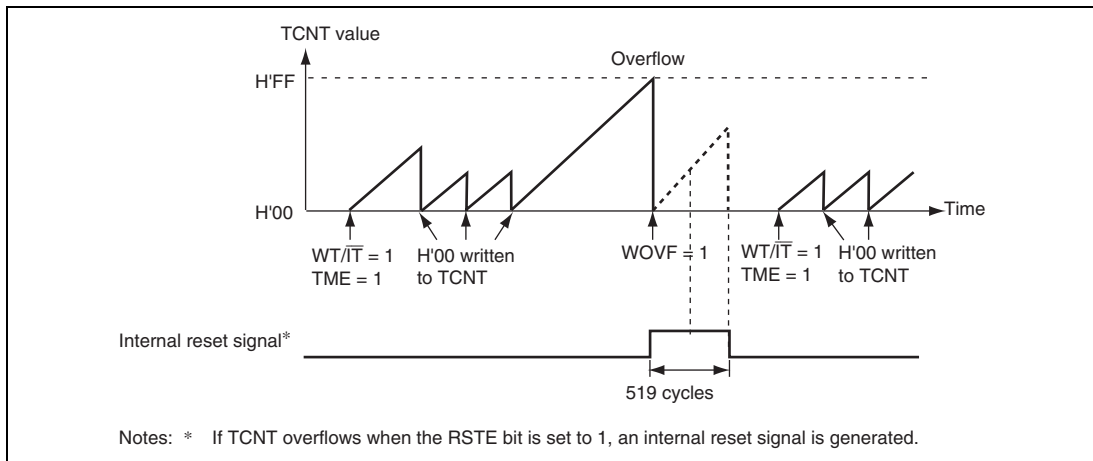 TCNT value
Overflow
H'FF
H'00
Time
WT/IT = 1
TME = 1
H'00 written
to TCNT
WOVF = 1
WT/IT = 1
TME = 1
H'00 written
to TCNT
Internal reset signal*
519 cycles
Notes: * If TCNT overflows when the RSTE bit is set to 1, an internal reset signal is generated.